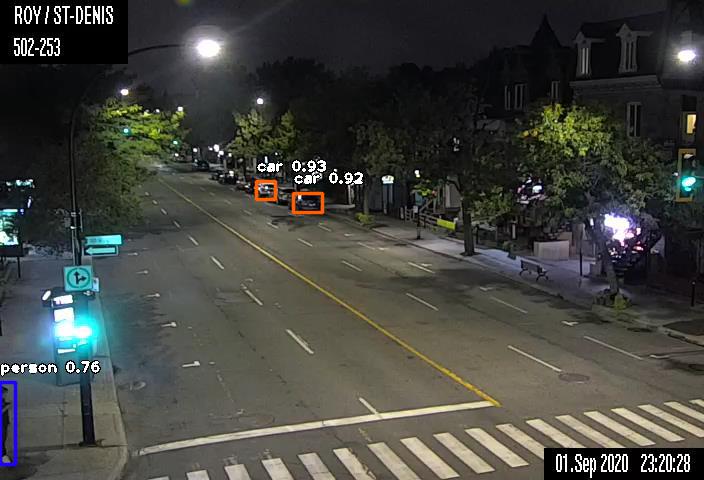 ROY / ST-DENIS
502-253
car 0.93
car 0.92
person 0.76
01.Sep 2020 23:20:28